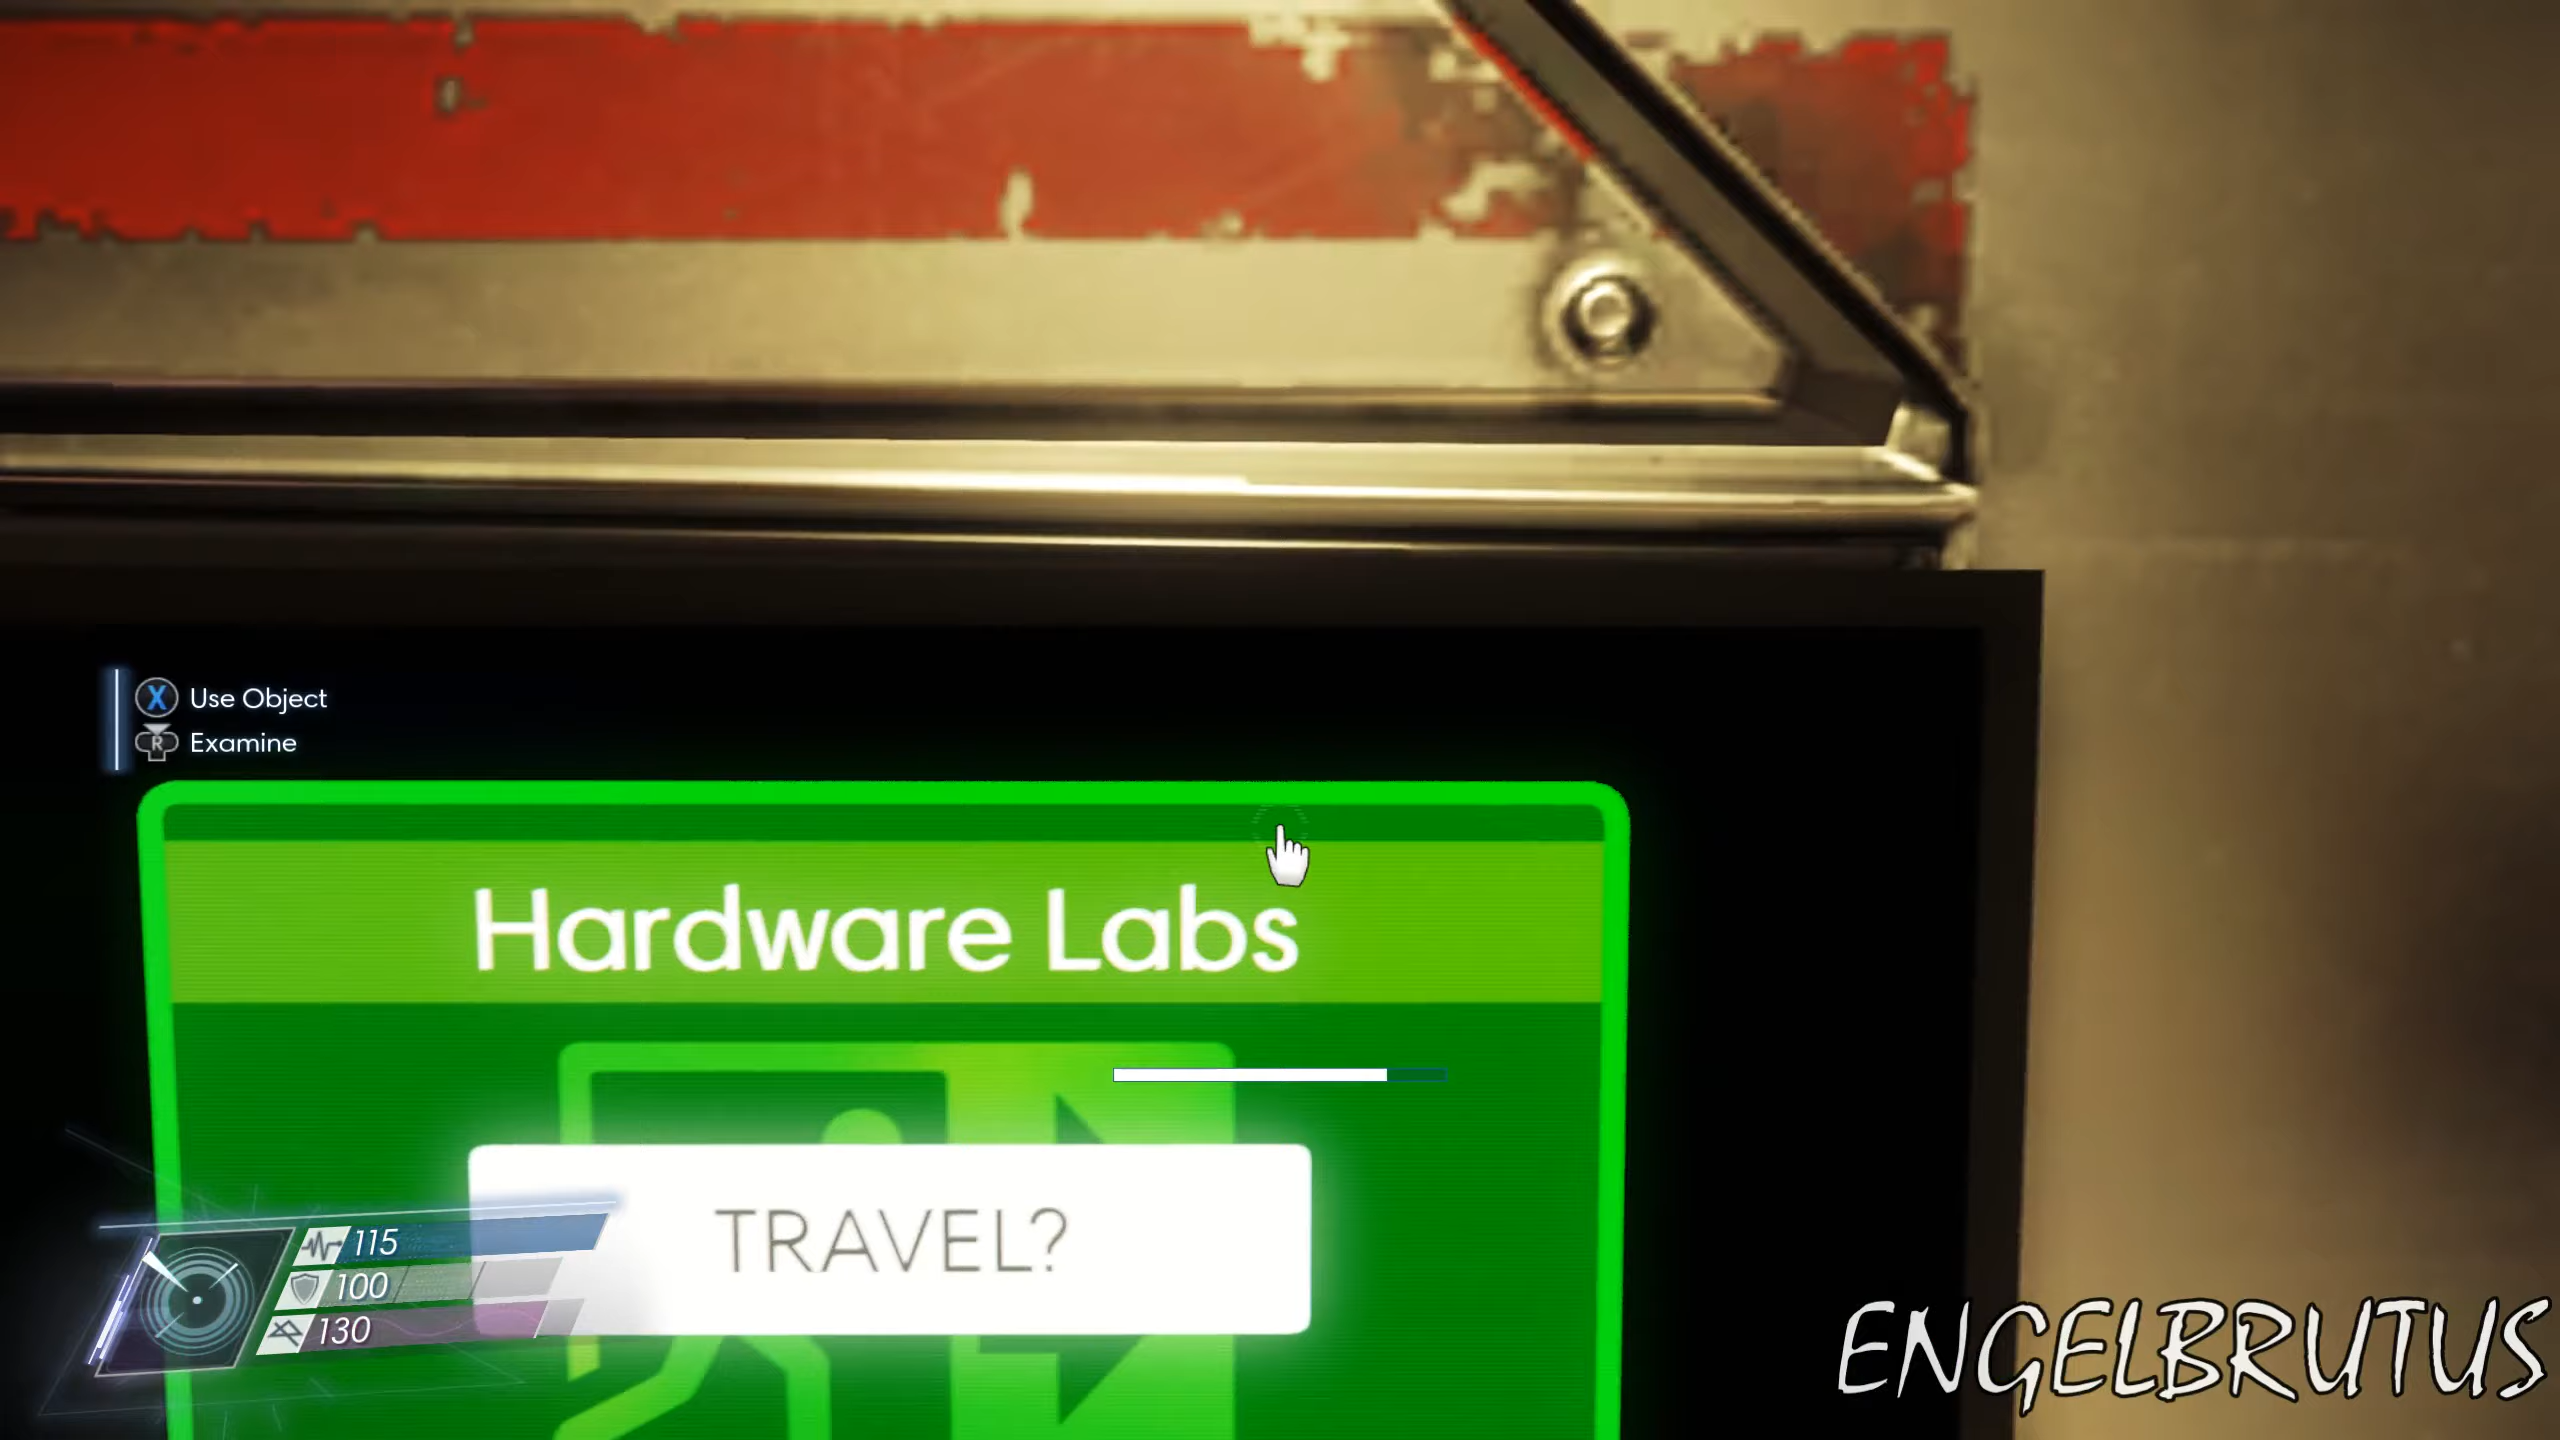 X Use Object
R Examine
Hardware Labs
TRAVEL?
115
100
130
ENGELBRUTUS